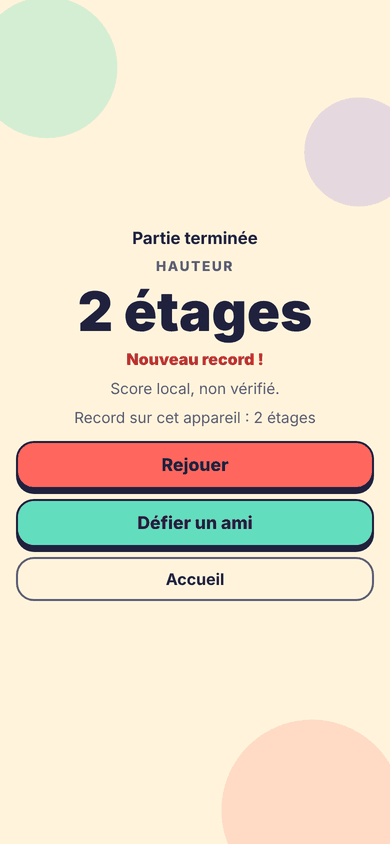 Partie terminée
HAUTEUR
2 étages
Nouveau record !
Score local, non vérifié.
Record sur cet appareil : 2 étages
Rejouer
Défier un ami
Accueil